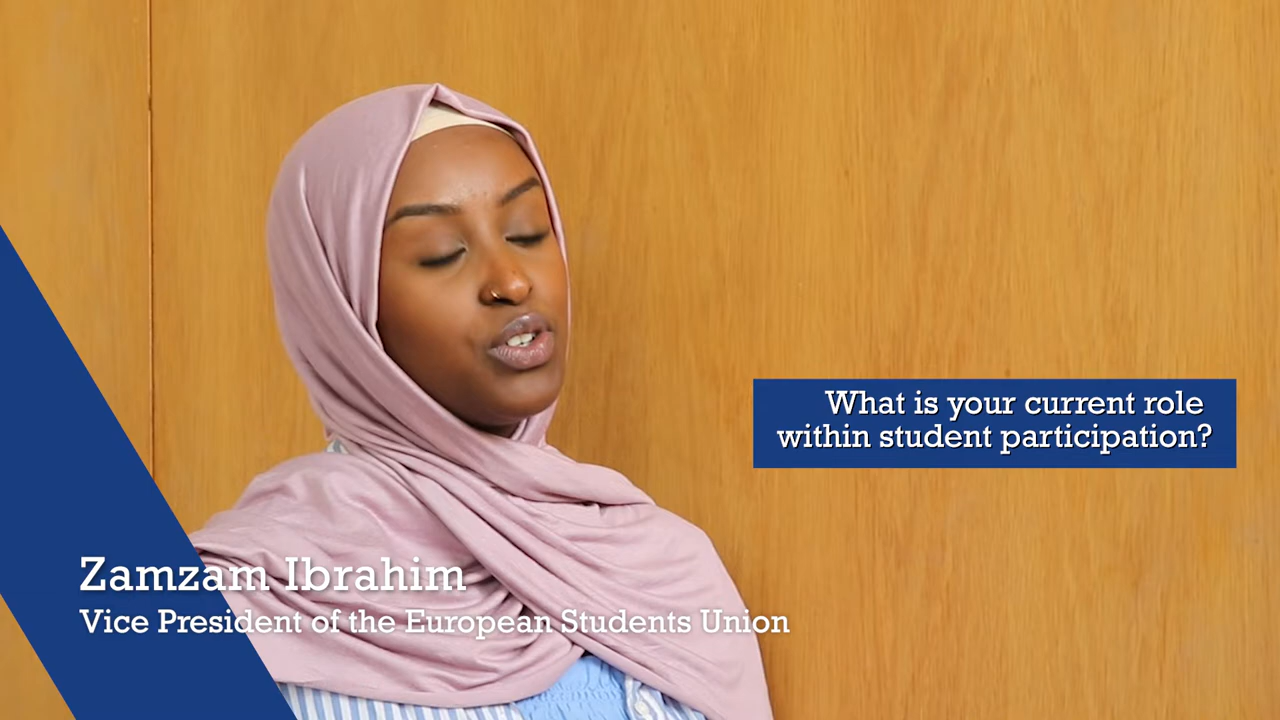 What is your current role
within student participation?
Zamzam Ibrahim
Vice President of the European Students Union